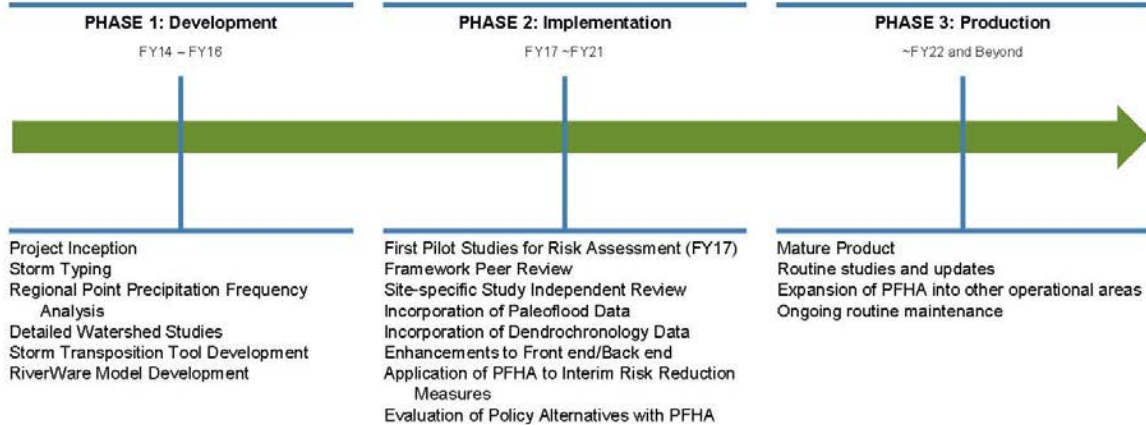 PHASE 1: Development
FY14 – FY16
PHASE 2: Implementation
FY17 ~FY21
PHASE 3: Production
~FY22 and Beyond
Project Inception
Storm Typing
Regional Point Precipitation Frequency
Analysis
Detailed Watershed Studies
Storm Transposition Tool Development
RiverWare Model Development
First Pilot Studies for Risk Assessment (FY17)
Framework Peer Review
Site-specific Study Independent Review
Incorporation of Paleoflood Data
Incorporation of Dendrochronology Data
Enhancements to Front end/Back end
Application of PFHA to Interim Risk Reduction
Measures
Evaluation of Policy Alternatives with PFHA
Mature Product
Routine studies and updates
Expansion of PFHA into other operational areas
Ongoing routine maintenance